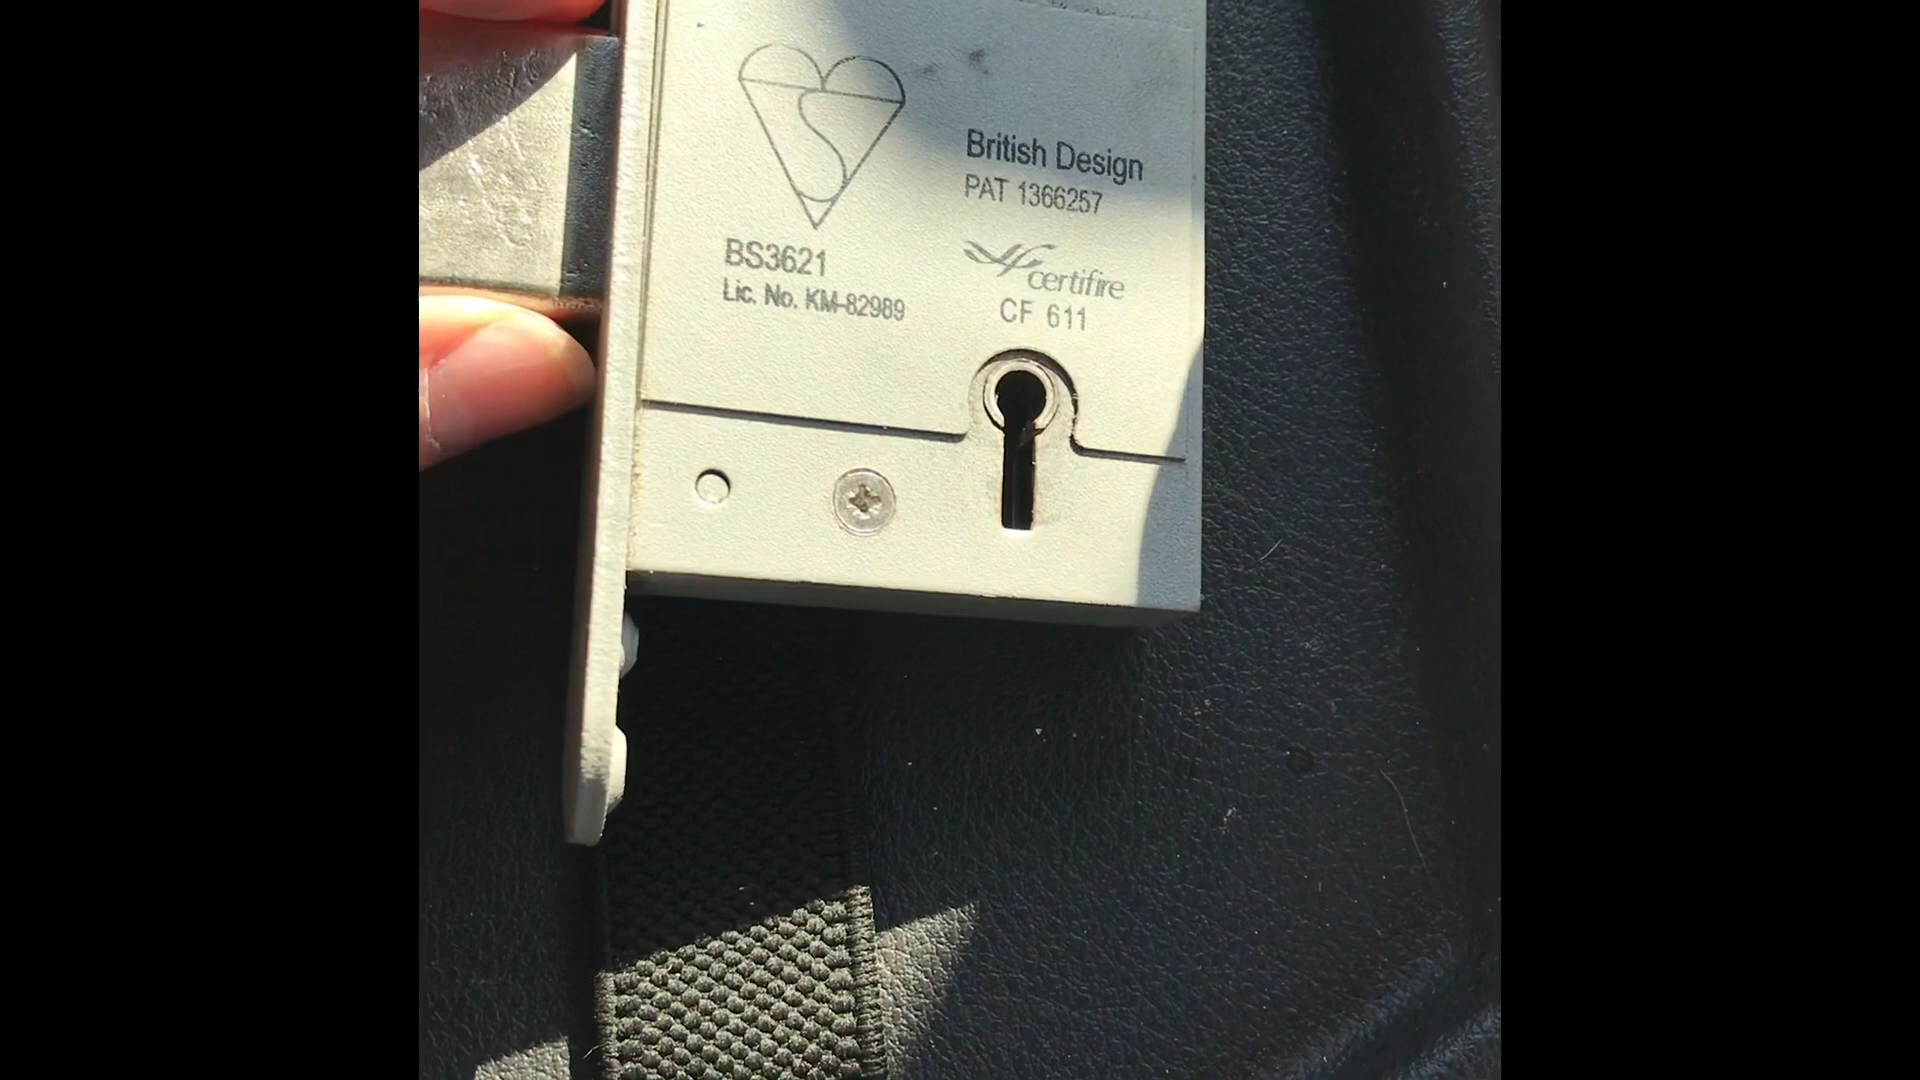 British Design
PAT 1366257
BS3621
Lic. No. KM-82989
certifire
CF 611